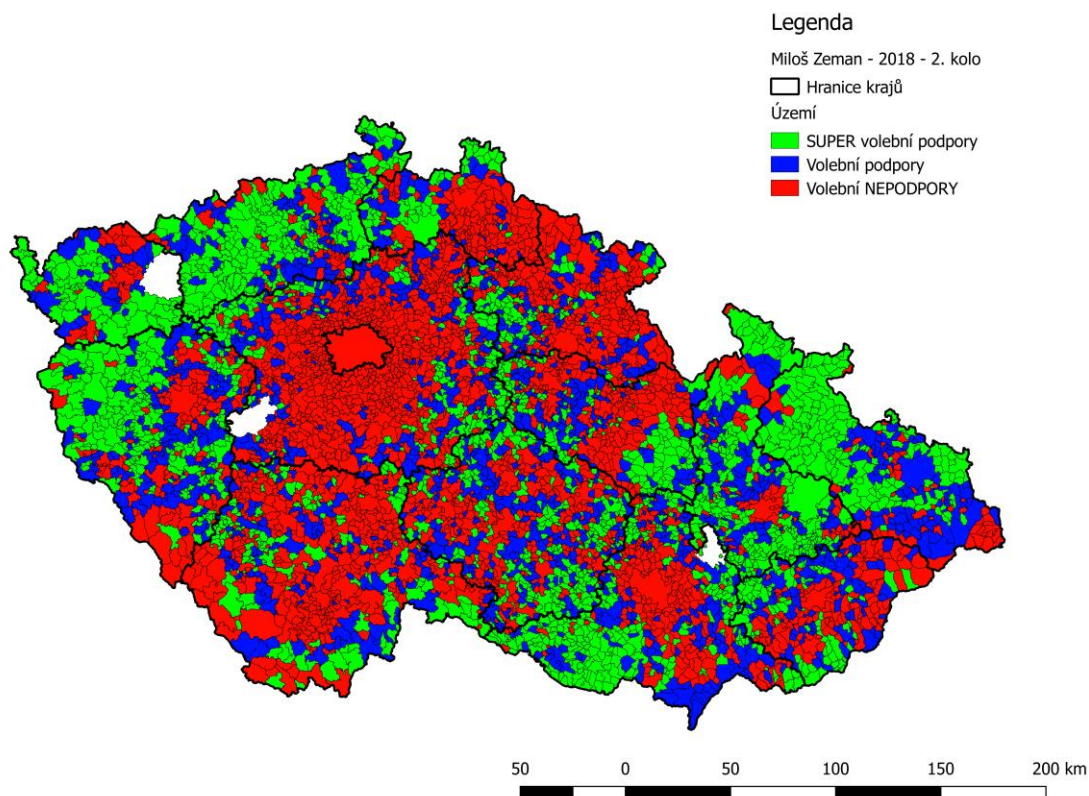 Legenda
Miloš Zeman - 2018 - 2. kolo
Hranice krajů
Území
SUPER volební podpory
Volební podpory
Volební NEPODPORY
50 0 50 100 150 200 km